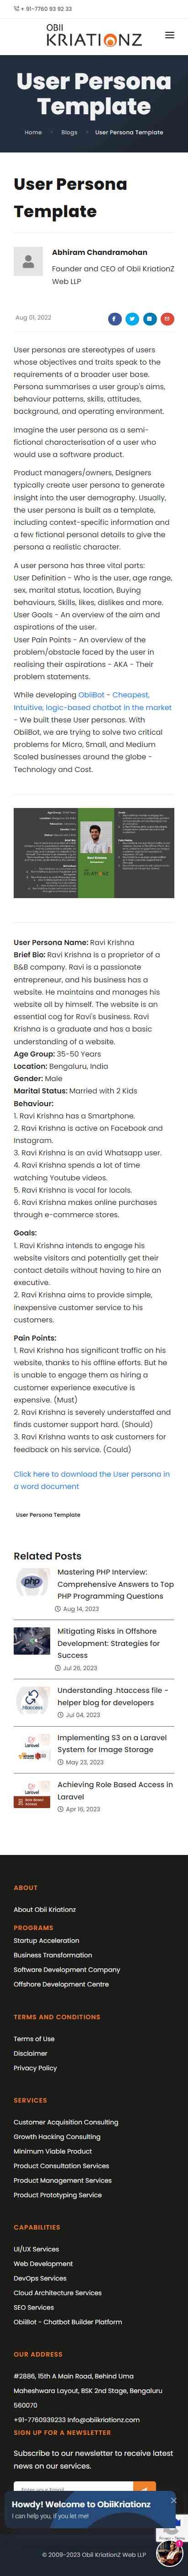 + 91-7760 93 92 33
OBII
KRIATIONZ
User Persona
Template
Home
Blogs
User Persona Template
User Persona
Template
Abhiram Chandramohan
Founder and CEO of Obii KriationZ
Web LLP
Aug 01, 2022
User personas are stereotypes of users
whose objectives and traits speak to the
requirements of a broader user base.
Persona summarises a user group's aims,
behaviour patterns, skills, attitudes,
background, and operating environment.
Imagine the user persona as a semi-
fictional characterisation of a user who
would use a software product.
Product managers/owners, Designers
typically create user persona to generate
insight into the user demography. Usually,
the user persona is built as a template,
including context-specific information and
a few fictional personal details to give the
persona a realistic character.
A user persona has three vital parts:
User Definition - Who is the user, age range,
sex, marital status, location, Buying
behaviours, Skills, likes, dislikes and more.
User Goals - An overview of the aim and
aspirations of the user.
User Pain Points - An overview of the
problem/obstacle faced by the user in
realising their aspirations - AKA - Their
problem statements.
While developing ObiiBot - Cheapest,
Intuitive, logic-based chatbot in the market
- We built these User personas. With
ObiiBot, we are trying to solve two critical
problems for Micro, Small, and Medium
Scaled businesses around the globe -
Technology and Cost.
User Persona Name: Ravi Krishna
Brief Bio: Ravi Krishna is a proprietor of a
B&B company. Ravi is a passionate
entrepreneur, and his business has a
website. He maintains and manages his
website all by himself. The website is an
essential cog for Ravi's business. Ravi
Krishna is a graduate and has a basic
understanding of a website.
Age Group: 35-50 Years
Location: Bengaluru, India
Gender: Male
Marital Status: Married with 2 Kids
Behaviour:
1. Ravi Krishna has a Smartphone.
2. Ravi Krishna is active on Facebook and
Instagram.
3. Ravi Krishna is an avid Whatsapp user.
4. Ravi Krishna spends a lot of time
watching Youtube videos.
5. Ravi Krishna is vocal for locals.
6. Ravi Krishna makes online purchases
through e-commerce stores.
Goals:
1. Ravi Krishna intends to engage his
website visitors and potentially get their
contact details without having to hire an
executive.
2. Ravi Krishna aims to provide simple,
inexpensive customer service to his
customers.
Pain Points:
1. Ravi Krishna has significant traffic on his
website, thanks to his offline efforts. But he
is unable to engage them as hiring a
customer experience executive is
expensive. (Must)
2. Ravi Krishna is severely understaffed and
finds customer support hard. (Should)
3. Ravi Krishna wants to ask customers for
feedback on his service. (Could)
Click here to download the User persona in
a word document
User Persona Template
Related Posts
Mastering PHP Interview:
Comprehensive Answers to Top
PHP Programming Questions
Aug 14, 2023
Mitigating Risks in Offshore
Development: Strategies for
Success
Jul 26, 2023
Understanding .htaccess file -
helper blog for developers
Jul 04, 2023
Implementing S3 on a Laravel
System for Image Storage
May 23, 2023
Achieving Role Based Access in
Laravel
Apr 16, 2023
ABOUT
About Obii Kriationz
PROGRAMS
Startup Acceleration
Business Transformation
Software Development Company
Offshore Development Centre
TERMS AND CONDITIONS
Terms of Use
Disclaimer
Privacy Policy
SERVICES
Customer Acquisition Consulting
Growth Hacking Consulting
Minimum Viable Product
Product Consultation Services
Product Management Services
Product Prototyping Service
CAPABILITIES
UI/UX Services
Web Development
DevOps Services
Cloud Architecture Services
SEO Services
ObiiBot - Chatbot Builder Platform
OUR ADDRESS
#2886, 15th A Main Road, Behind Uma
Maheshwara Layout, BSK 2nd Stage, Bengaluru
560070
+91-7760939233 Info@obiikriationz.com
SIGN UP FOR A NEWSLETTER
Subscribe to our newsletter to receive latest
news on our services.
Howdy! Welcome to ObiiKriationz
I can help you, if you let me!
© 2009-2023 Obii KriationZ Web LLP